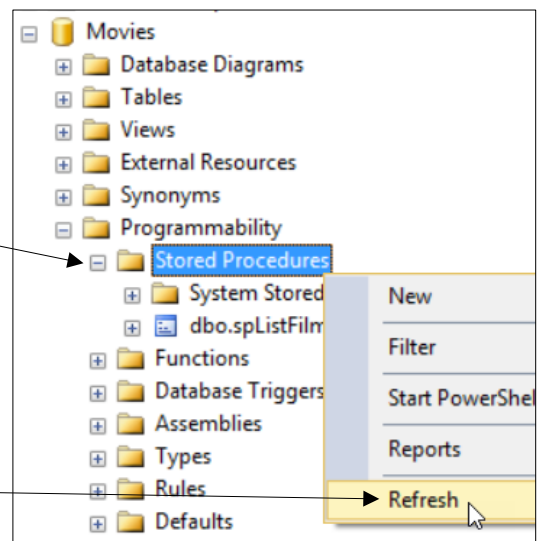 Movies
Database Diagrams
Tables
Views
External Resources
Synonyms
Programmability
Stored Procedures
System Stored
dbo.spListFilm
Functions
Database Triggers
Assemblies
Types
Rules
Defaults
New
Filter
Start PowerShel
Reports
Refresh